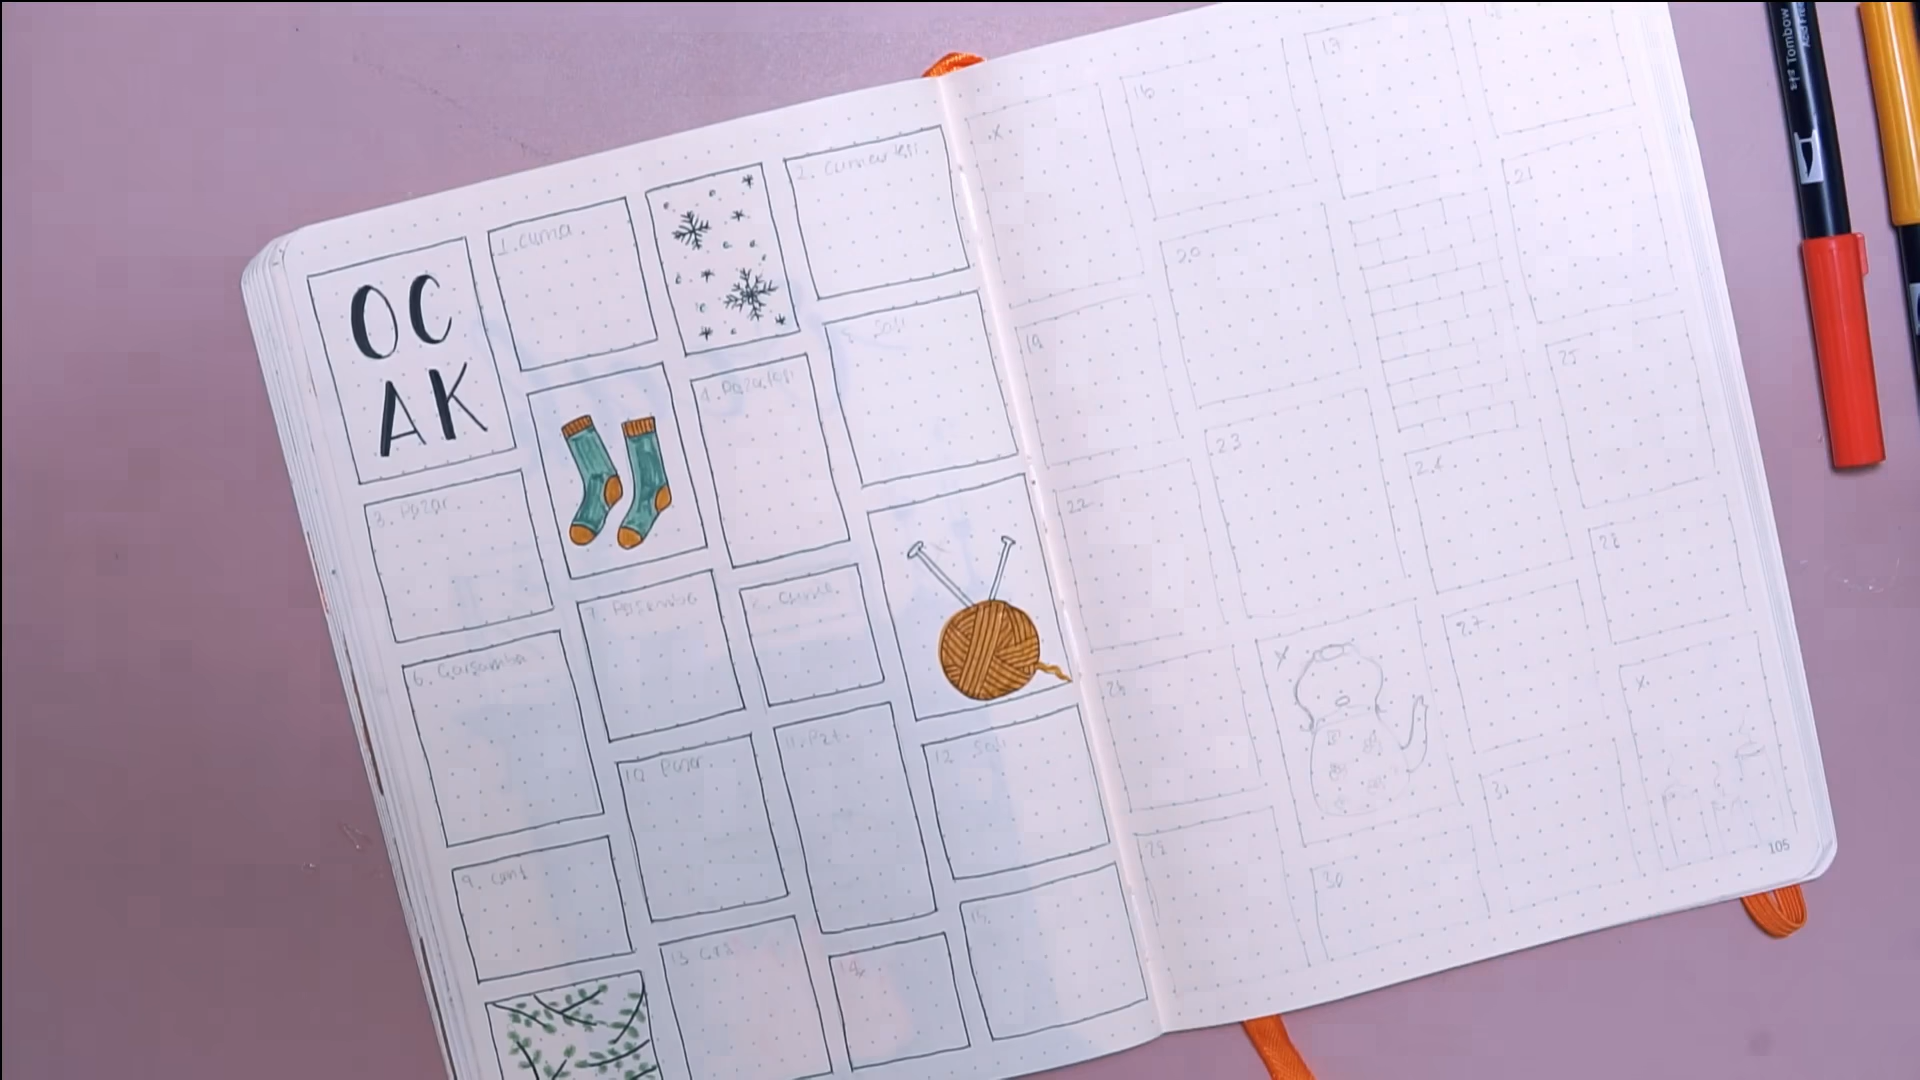 OC
AK
1. cuma
2. cumartesi
3. Pazar
4. Pazartesi
5. Salı
6. Çarşamba
7. Perşembe
8. Cuma
9. cmt
10 Pazar
11. Pzt
12 Salı
13
14
15
x
16
17
19
20
21
22
23
24
25
x
27
28
29
30
31
x
105
Tombow